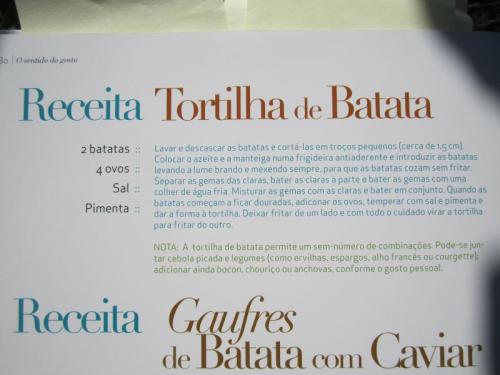 80 | O sentido do gosto
Receita Tortilha de Batata
2 batatas ::
4 ovos ::
Sal ::
Pimenta ::
Lavar e descascar as batatas e cortá-las em troços pequenos (cerca de 1,5 cm).
Colocar o azeite e a manteiga numa frigideira antiaderente e introduzir as batatas
levando a lume brando e mexendo sempre, para que as batatas cozam sem fritar.
Separar as gemas das claras, bater as claras à parte e bater as gemas com uma
colher de água fria. Misturar as gemas com as claras e bater em conjunto. Quando as
batatas começam a ficar douradas, adiconar os ovos, temperar com sal e pimenta e
dar a forma à tortilha. Deixar fritar de um lado e com todo o cuidado virar a tortilha
para fritar do outro.
NOTA: A tortilha de batata permite um sem-número de combinações. Pode-se jun-
tar cebola picada e legumes (como ervilhas, espargos, alho francês ou courgette);
adicionar ainda bacon, chouriço ou anchovas, conforme o gosto pessoal.
Receita Gaufres
de Batata com Caviar